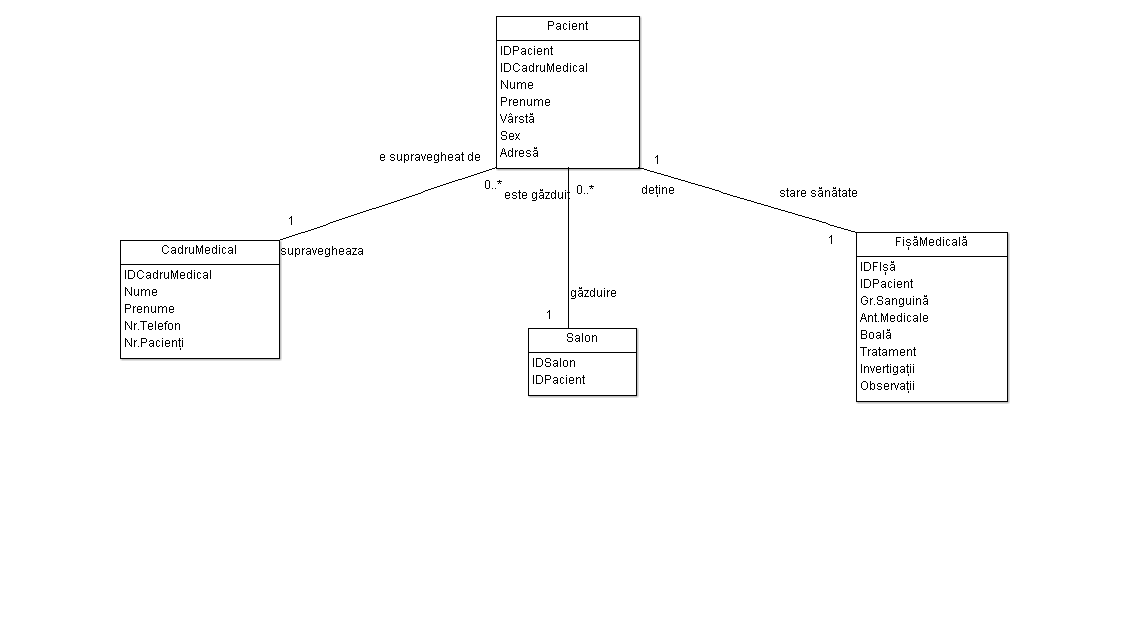 Pacient
IDPacient
IDCadruMedical
Nume
Prenume
Vârstă
Sex
Adresă
e supravegheat de
0..*
1
supravegheaza
este găzduit
0..*
găzduire
1
1
deține
stare sănătate
1
CadruMedical
IDCadruMedical
Nume
Prenume
Nr.Telefon
Nr.Pacienți
Salon
IDSalon
IDPacient
FișăMedicală
IDFIșă
IDPacient
Gr.Sanguină
Ant.Medicale
Boală
Tratament
Invertigații
Observații